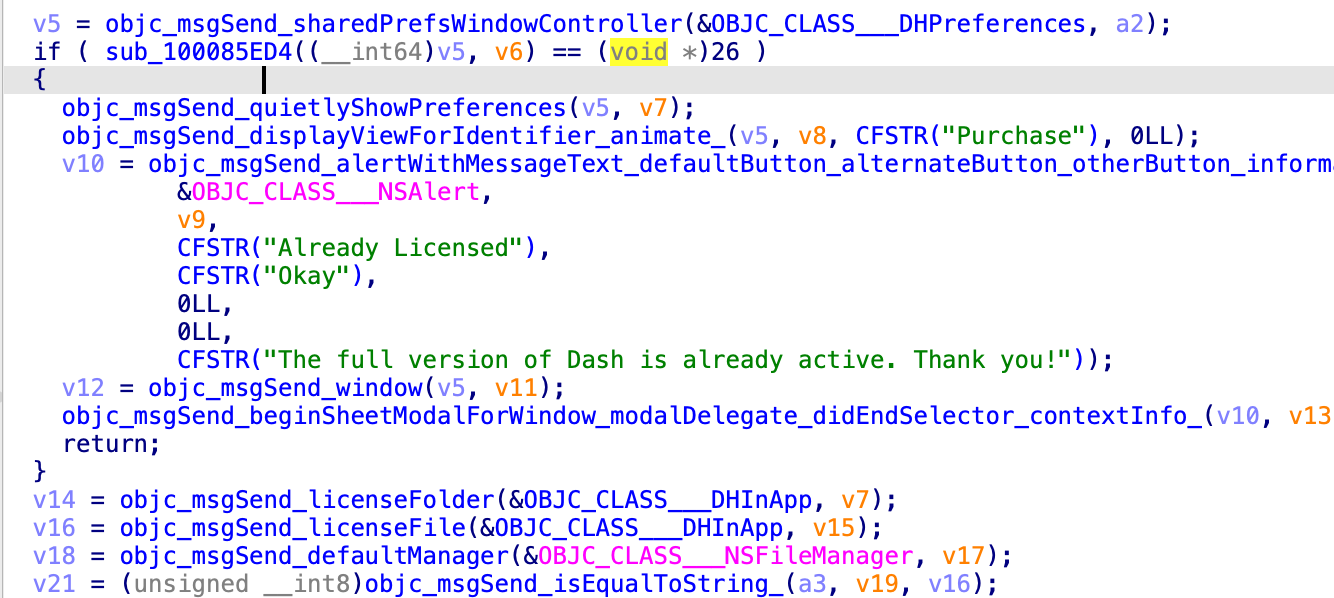 v5 = objc_msgSend_sharedPrefsWindowController(&OBJC_CLASS___DHPreferences, a2);
if ( sub_100085ED4((__int64)v5, v6) == (void *)26 )
{
objc_msgSend_quietlyShowPreferences(v5, v7);
objc_msgSend_displayViewForIdentifier_animate_(v5, v8, CFSTR("Purchase"), 0LL);
v10 = objc_msgSend_alertWithMessageText_defaultButton_alternateButton_otherButton_informa
&OBJC_CLASS___NSAlert,
v9,
CFSTR("Already Licensed"),
CFSTR("Okay"),
0LL,
0LL,
CFSTR("The full version of Dash is already active. Thank you!"));
v12 = objc_msgSend_window(v5, v11);
objc_msgSend_beginSheetModalForWindow_modalDelegate_didEndSelector_contextInfo_(v10, v13
return;
}
v14 = objc_msgSend_licenseFolder(&OBJC_CLASS___DHInApp, v7);
v16 = objc_msgSend_licenseFile(&OBJC_CLASS___DHInApp, v15);
v18 = objc_msgSend_defaultManager(&OBJC_CLASS___NSFileManager, v17);
v21 = (unsigned __int8)objc_msgSend_isEqualToString_(a3, v19, v16);